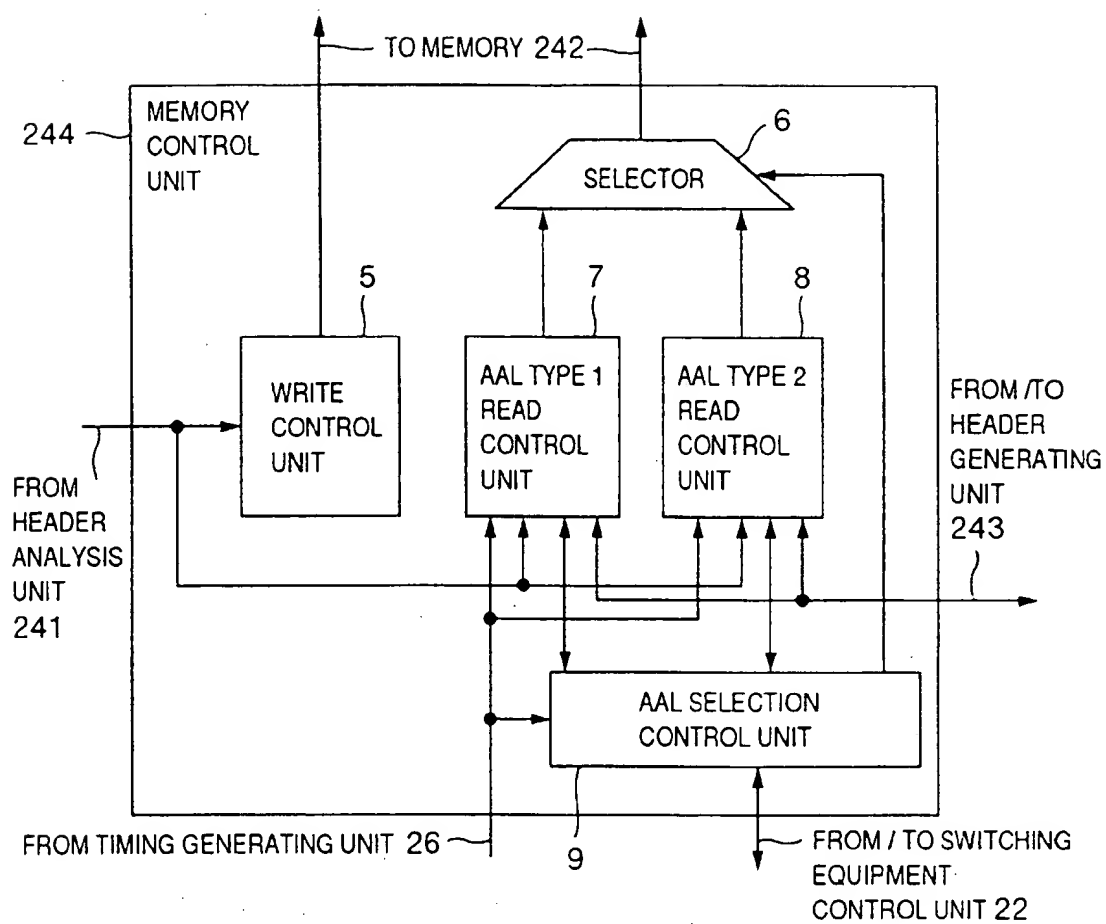 TO MEMORY 242
MEMORY
CONTROL
UNIT
244
6
SELECTOR
5
7
8
WRITE
CONTROL
UNIT
AAL TYPE 1
READ
CONTROL
UNIT
AAL TYPE 2
READ
CONTROL
UNIT
FROM /TO
HEADER
GENERATING
UNIT
243
FROM
HEADER
ANALYSIS
UNIT
241
AAL SELECTION
CONTROL UNIT
9
FROM TIMING GENERATING UNIT 26
FROM / TO SWITCHING
EQUIPMENT
CONTROL UNIT 22